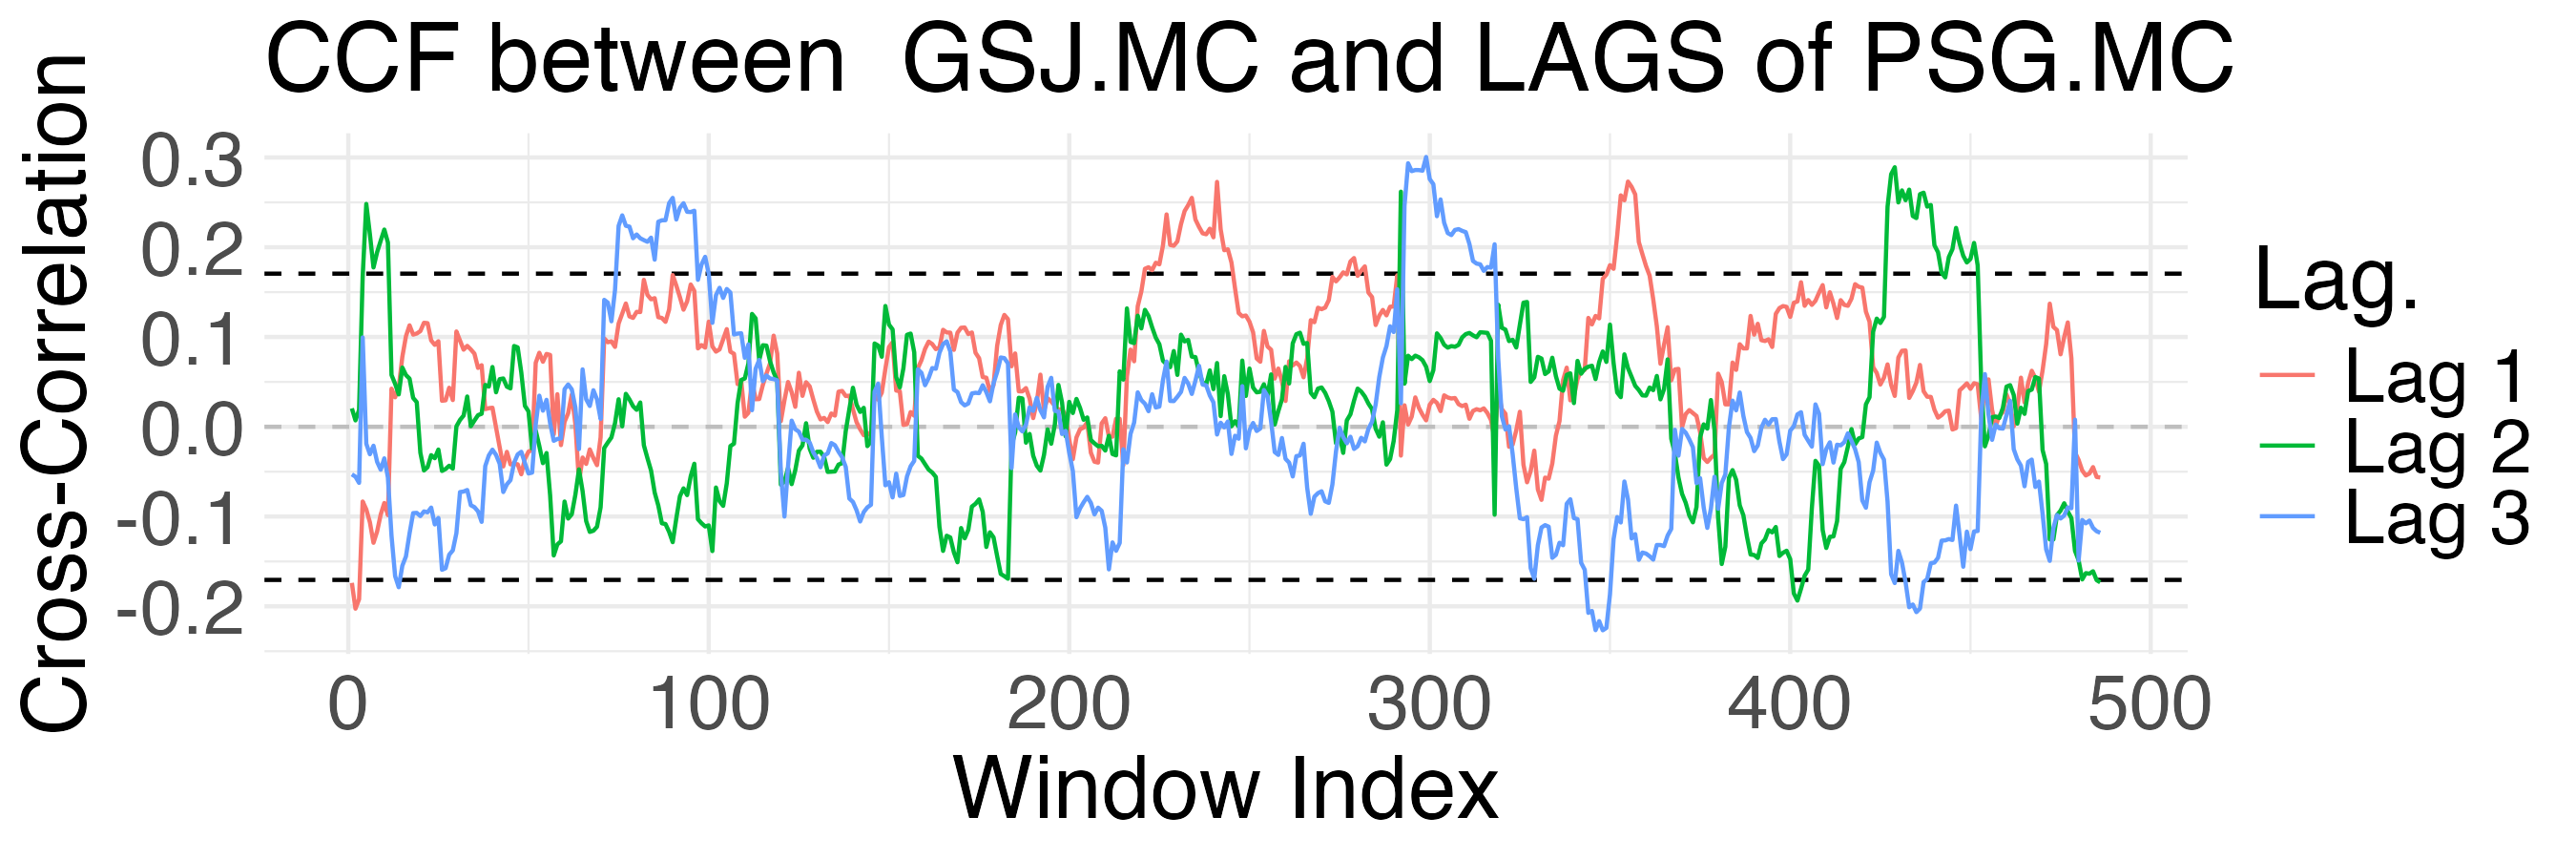 CCF between  GSJ.MC and LAGS of PSG.MC
Cross-Correlation
0.3
0.2
0.1
0.0
-0.1
-0.2
0 100 200 300 400 500
Window Index
Lag.
Lag 1
Lag 2
Lag 3